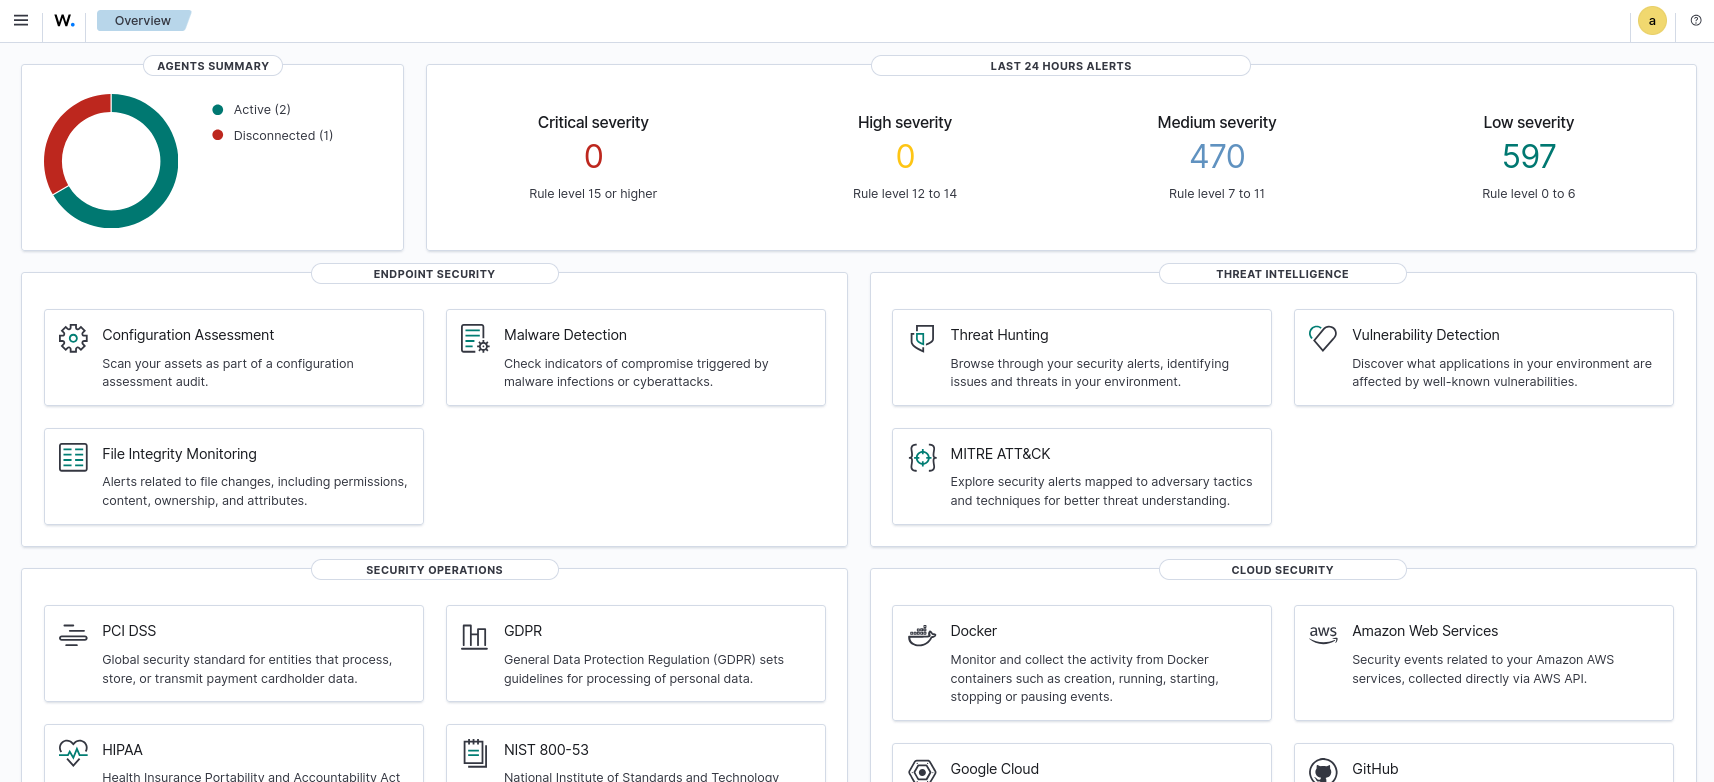 W.
Overview
a
AGENTS SUMMARY
Active (2)
Disconnected (1)
LAST 24 HOURS ALERTS
Critical severity
0
Rule level 15 or higher
High severity
0
Rule level 12 to 14
Medium severity
470
Rule level 7 to 11
Low severity
597
Rule level 0 to 6
ENDPOINT SECURITY
Configuration Assessment
Scan your assets as part of a configuration
assessment audit.
Malware Detection
Check indicators of compromise triggered by
malware infections or cyberattacks.
File Integrity Monitoring
Alerts related to file changes, including permissions,
content, ownership, and attributes.
THREAT INTELLIGENCE
Threat Hunting
Browse through your security alerts, identifying
issues and threats in your environment.
Vulnerability Detection
Discover what applications in your environment are
affected by well-known vulnerabilities.
MITRE ATT&CK
Explore security alerts mapped to adversary tactics
and techniques for better threat understanding.
SECURITY OPERATIONS
PCI DSS
Global security standard for entities that process,
store, or transmit payment cardholder data.
GDPR
General Data Protection Regulation (GDPR) sets
guidelines for processing of personal data.
HIPAA
Health Insurance Portability and Accountability Act
NIST 800-53
National Institute of Standards and Technology
CLOUD SECURITY
Docker
Monitor and collect the activity from Docker
containers such as creation, running, starting,
stopping or pausing events.
aws
Amazon Web Services
Security events related to your Amazon AWS
services, collected directly via AWS API.
Google Cloud
GitHub